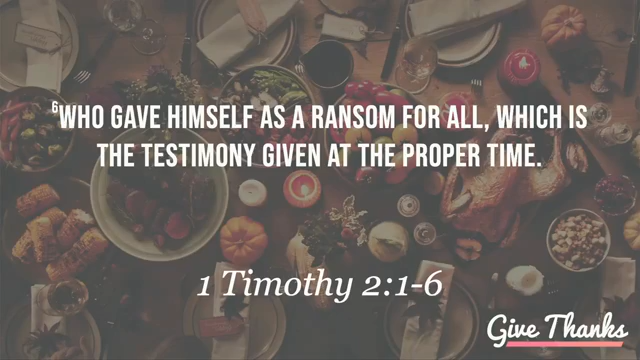 ⁶WHO GAVE HIMSELF AS A RANSOM FOR ALL, WHICH IS
THE TESTIMONY GIVEN AT THE PROPER TIME.
1 Timothy 2:1-6
Give Thanks